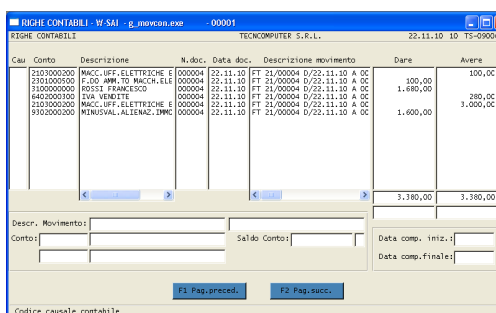 RIGHE CONTABILI - W-SAI - g_movcon.exe - 00001
RIGHE CONTABILI TECNCOMPUTER S.R.L. 22.11.10 10 TS-0900
Cau Conto Descrizione N.doc. Data doc. Descrizione movimento Dare Avere
2103000200 MACC.UFF.ELETTRICHE E 000004 22.11.10 FT 21/00004 D/22.11.10 A OC 100,00
2301000500 F.DO AMM.TO MACCH.ELE 000004 22.11.10 FT 21/00004 D/22.11.10 A OC 100,00
3100000000 ROSSI FRANCESCO 000004 22.11.10 FT 21/00004 D/22.11.10 A OC 1.680,00
6402000300 IVA VENDITE 000004 22.11.10 FT 21/00004 D/22.11.10 A OC 280,00
2103000200 MACC.UFF.ELETTRICHE E 000004 22.11.10 FT 21/00004 D/22.11.10 A OC 3.000,00
9302000200 MINUSVAL.ALIENAZ.IMMO 000004 22.11.10 FT 21/00004 D/22.11.10 A OC 1.600,00
3.380,00 3.380,00
Descr. Movimento:
Conto: Saldo Conto: Data comp. iniz.:
Data comp.finale:
F1 Pag.preced. F2 Pag.succ.
Codice causale contabile